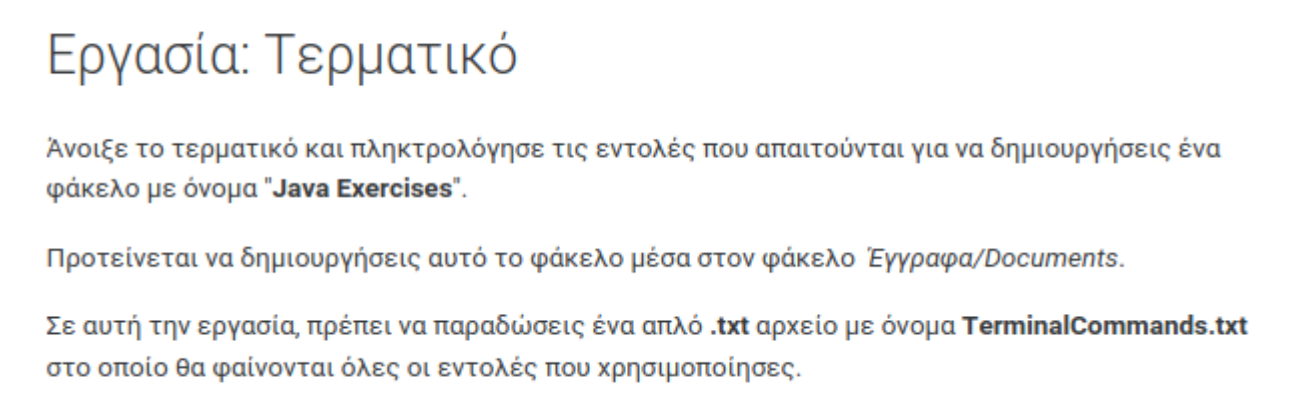 Εργασία: Τερματικό
Άνοιξε το τερματικό και πληκτρολόγησε τις εντολές που απαιτούνται για να δημιουργήσεις ένα
φάκελο με όνομα "Java Exercises".
Προτείνεται να δημιουργήσεις αυτό το φάκελο μέσα στον φάκελο Έγγραφα/Documents.
Σε αυτή την εργασία, πρέπει να παραδώσεις ένα απλό .txt αρχείο με όνομα TerminalCommands.txt
στο οποίο θα φαίνονται όλες οι εντολές που χρησιμοποίησες.